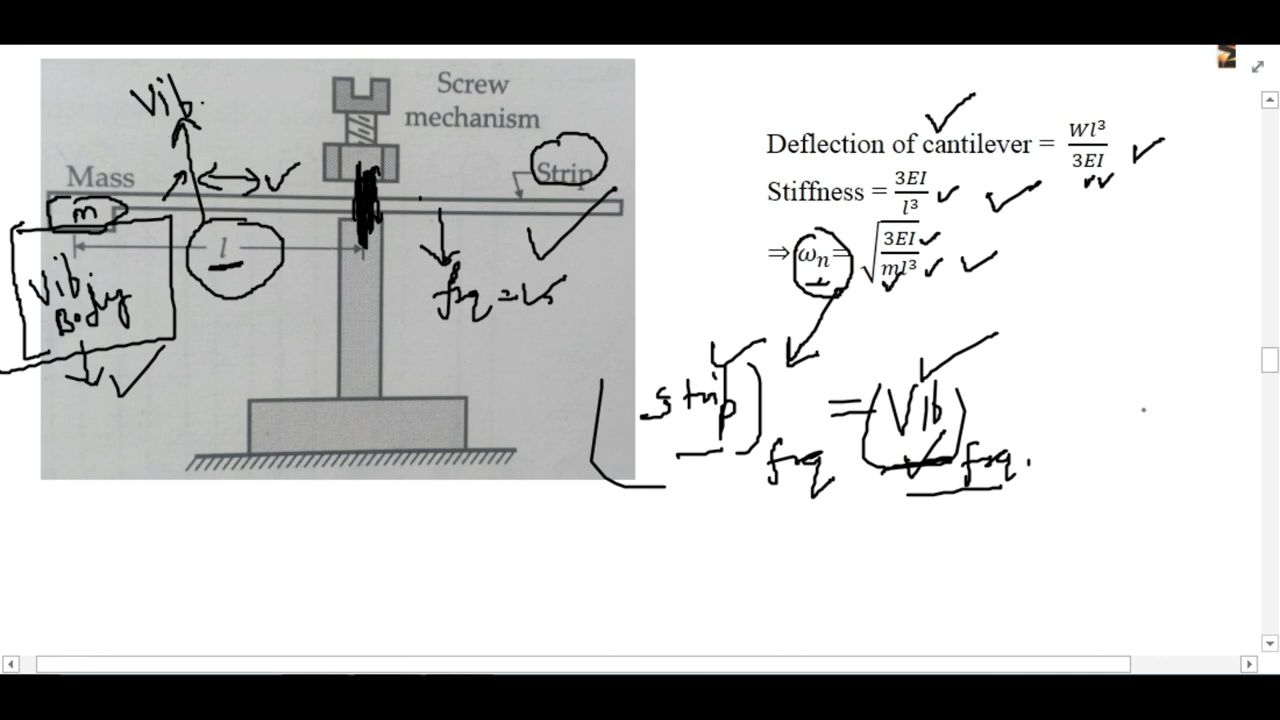 Vib.
Screw
mechanism
Mass
Strip
m
l
Vib
Body
frq =
Deflection of cantilever = Wl³/3EI
Stiffness = 3EI/l³
⇒ ωₙ = √(3EI/ml³)
(strip) frq = (Vib) frq.